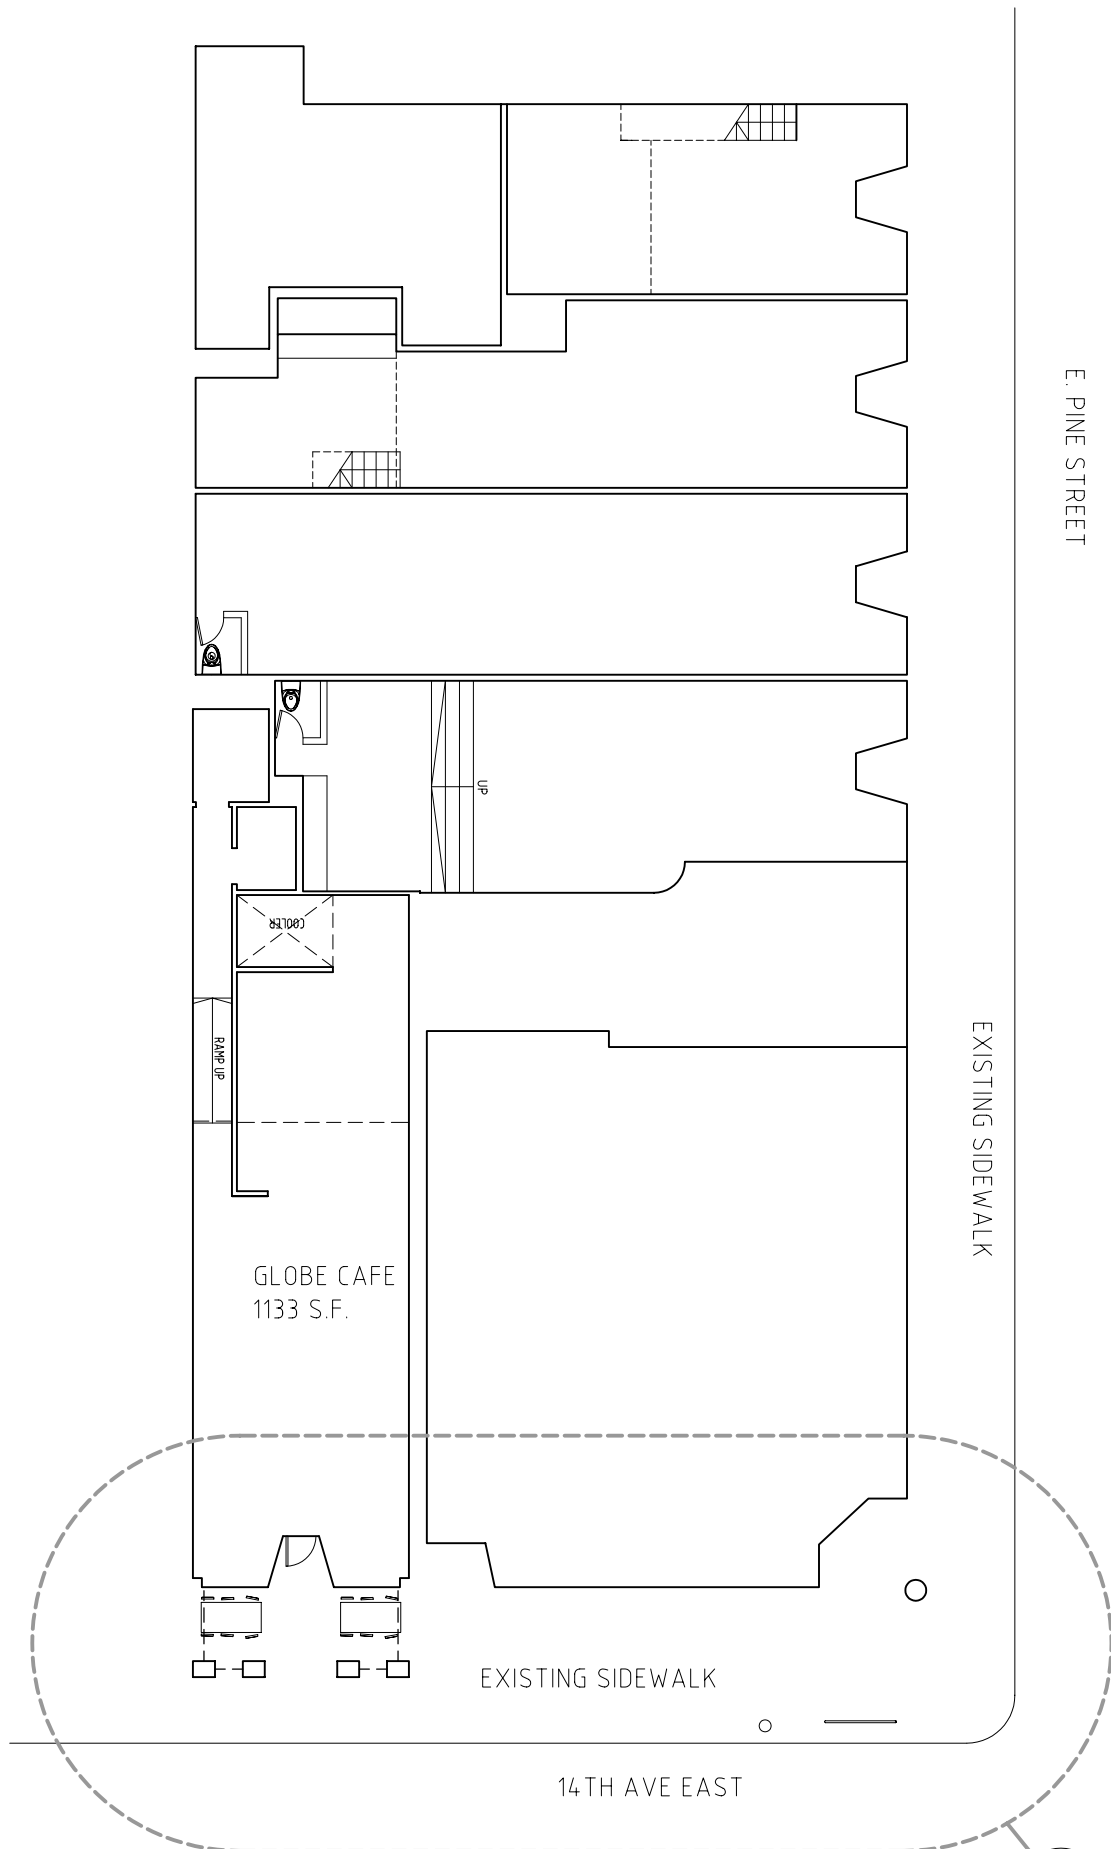 E. PINE STREET
UP
COOLER
EXISTING SIDEWALK
RAMP UP
GLOBE CAFE
1133 S.F.
EXISTING SIDEWALK
14TH AVE EAST